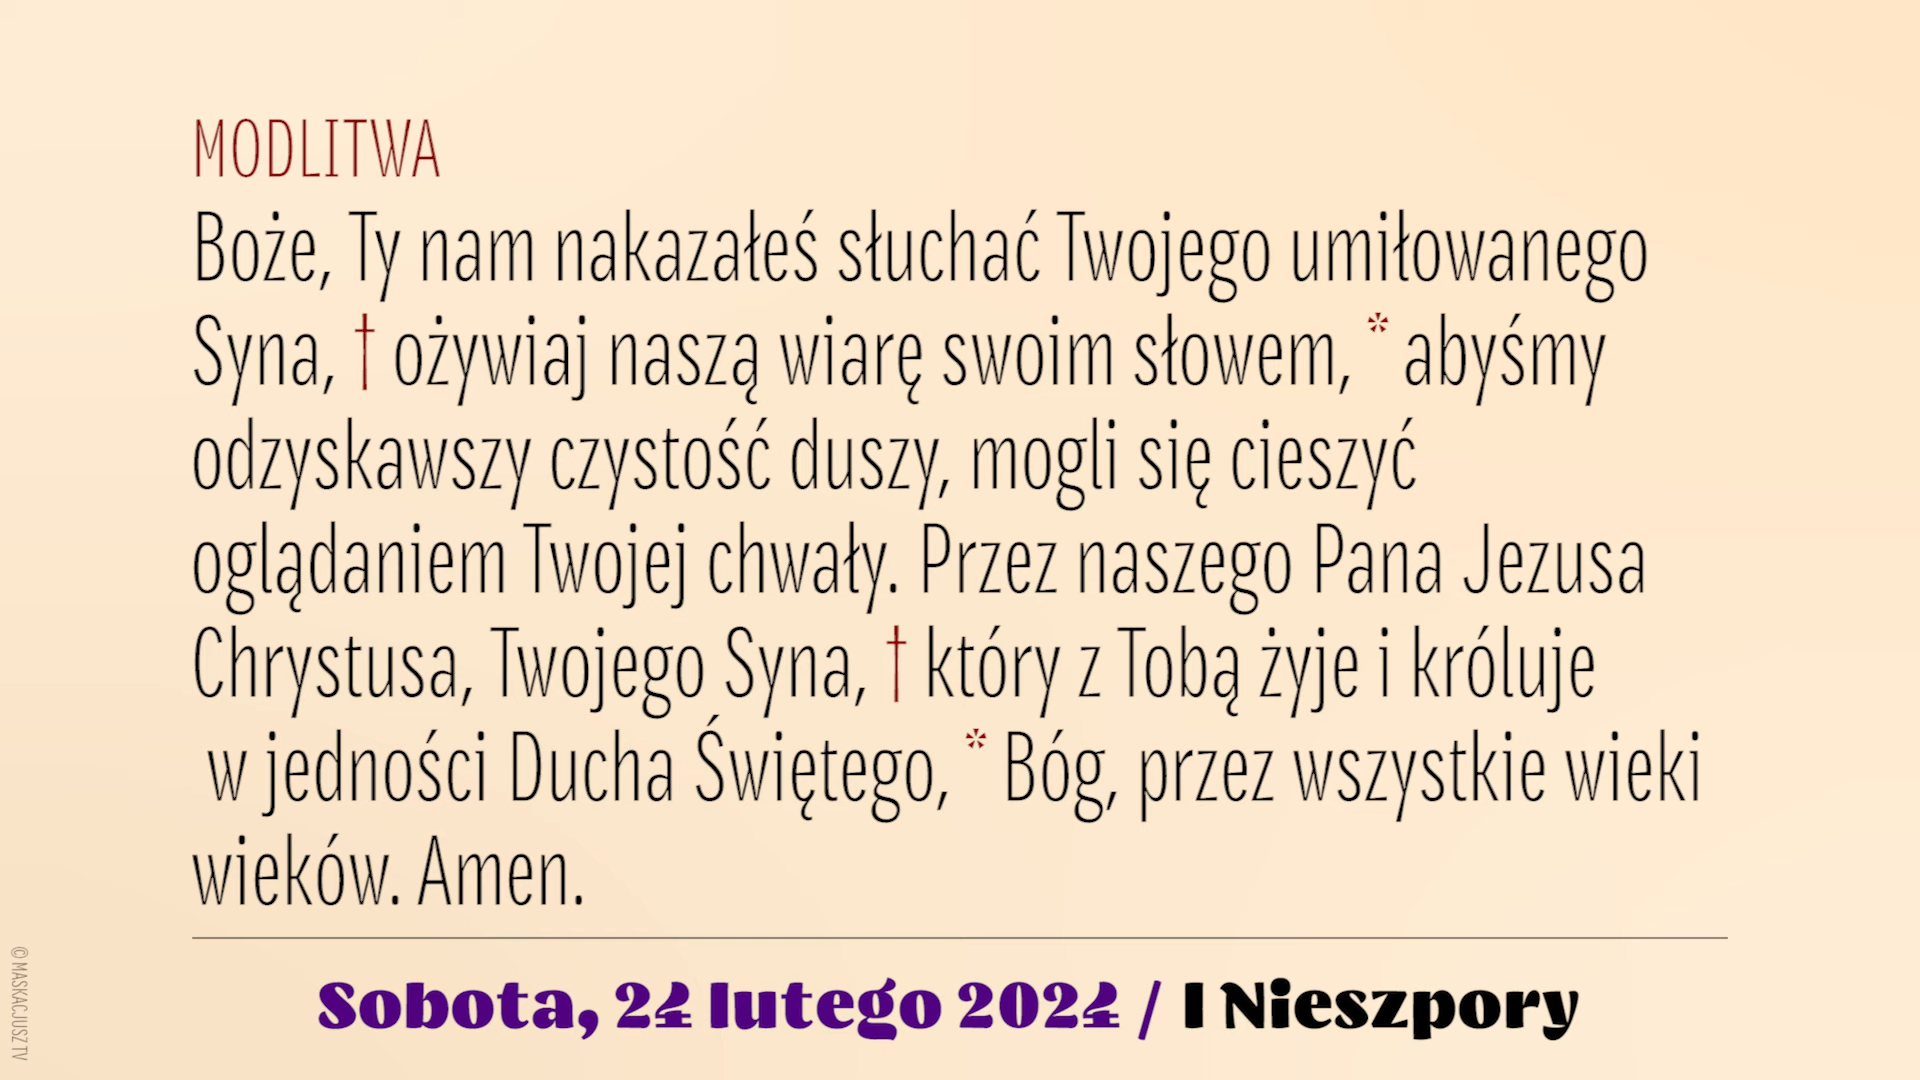 MODLITWA
Boże, Ty nam nakazałeś słuchać Twojego umiłowanego
Syna, † ożywiaj naszą wiarę swoim słowem, * abyśmy
odzyskawszy czystość duszy, mogli się cieszyć
oglądaniem Twojej chwały. Przez naszego Pana Jezusa
Chrystusa, Twojego Syna, † który z Tobą żyje i króluje
w jedności Ducha Świętego, * Bóg, przez wszystkie wieki
wieków. Amen.
Sobota, 24 lutego 2024 / I Nieszpory
© MASKACJUSZ TV